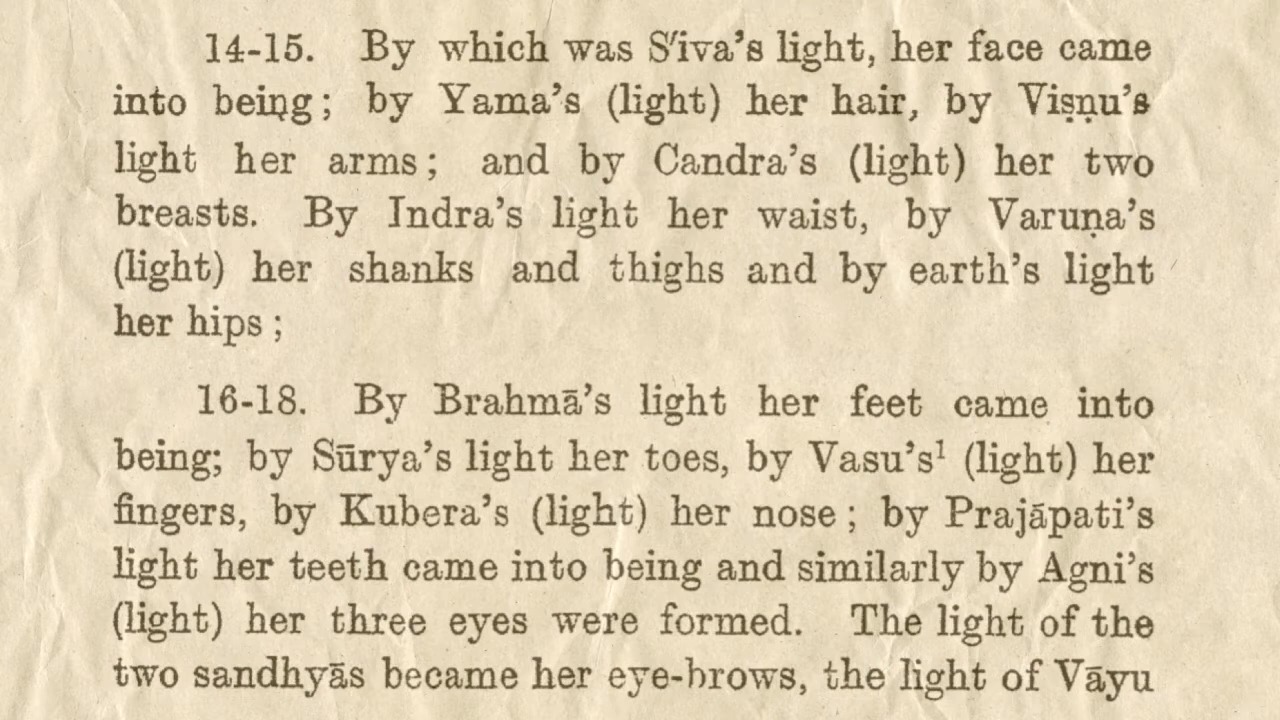 14-15. By which was S'iva's light, her face came
into being; by Yama's (light) her hair, by Viṣṇu's
light her arms; and by Candra's (light) her two
breasts. By Indra's light her waist, by Varuṇa's
(light) her shanks and thighs and by earth's light
her hips;
16-18. By Brahmā's light her feet came into
being; by Sūrya's light her toes, by Vasu's¹ (light) her
fingers, by Kubera's (light) her nose; by Prajāpati's
light her teeth came into being and similarly by Agni's
(light) her three eyes were formed. The light of the
two sandhyās became her eye-brows, the light of Vāyu